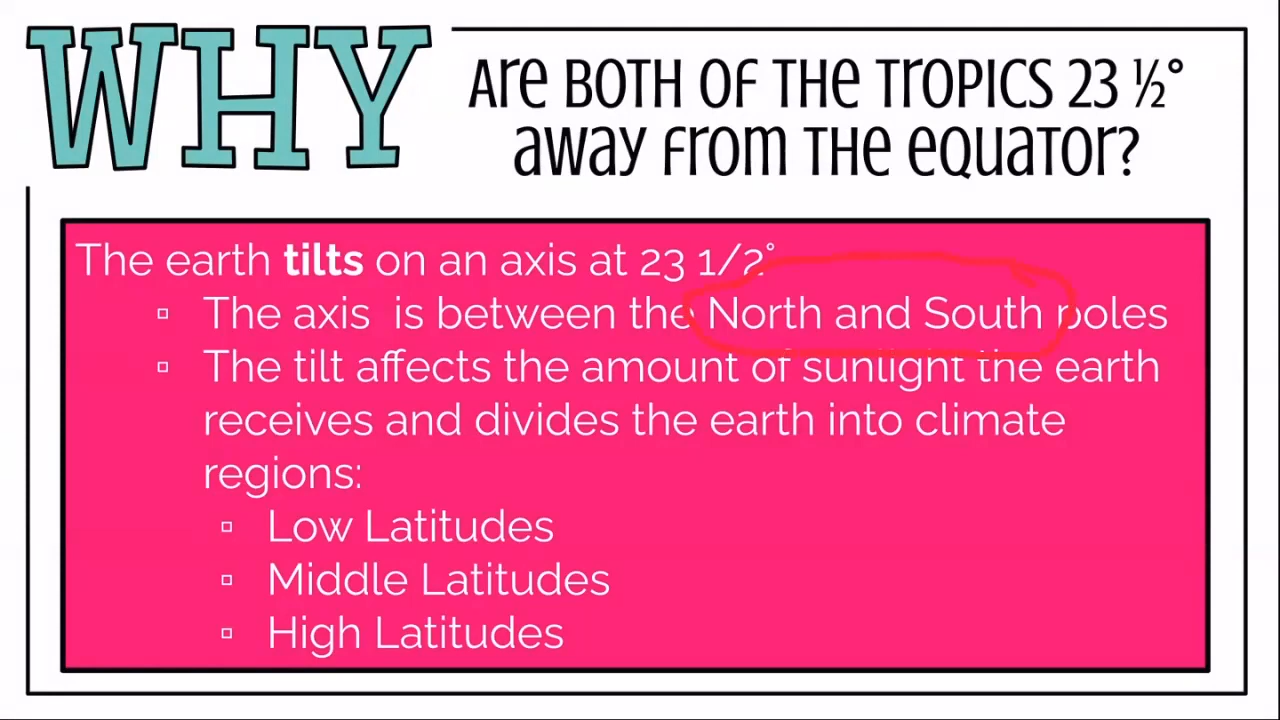 WHY
Are BOTH OF THE TROPICS 23 ½°
away from THE equator?
The earth tilts on an axis at 23 1/2°
▫ The axis  is between the North and South poles
▫ The tilt affects the amount of sunlight the earth
receives and divides the earth into climate
regions:
▫ Low Latitudes
▫ Middle Latitudes
▫ High Latitudes